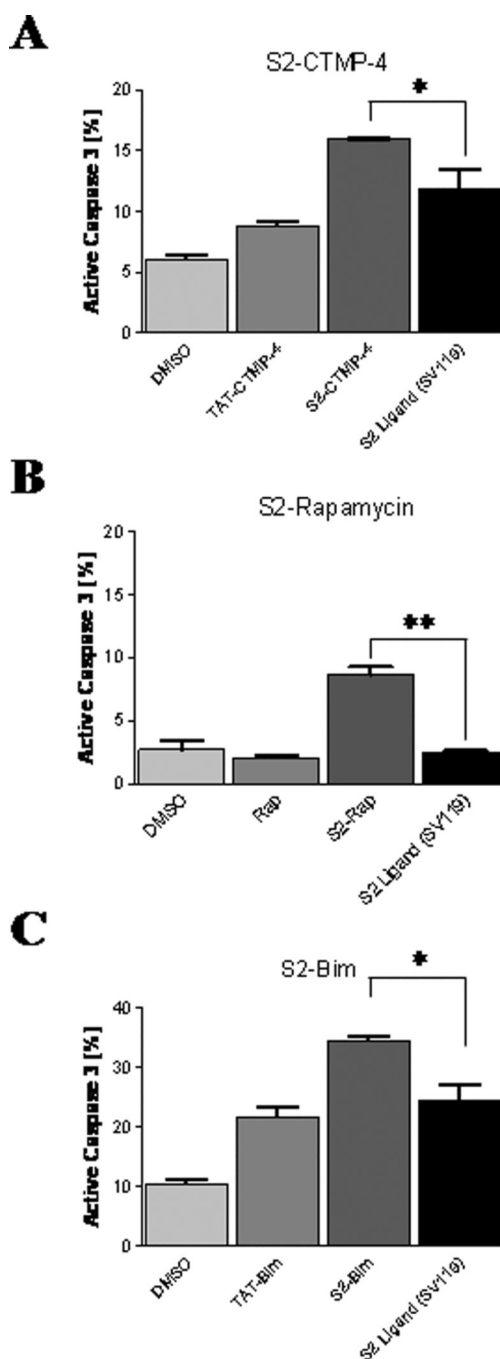 A
S2-CTMP-4
*
20
15
10
5
0
Active Caspase 3 [%]
DMSO
TAT-CTMP-4
S2-CTMP-4
S2 Ligand (SV119)
B
S2-Rapamycin
**
20
15
10
5
0
Active Caspase 3 [%]
DMSO
Rap
S2-Rap
S2 Ligand (SV119)
C
S2-Bim
*
40
30
20
10
0
Active Caspase 3 [%]
DMSO
TAT-Bim
S2-Bim
S2 Ligand (SV119)